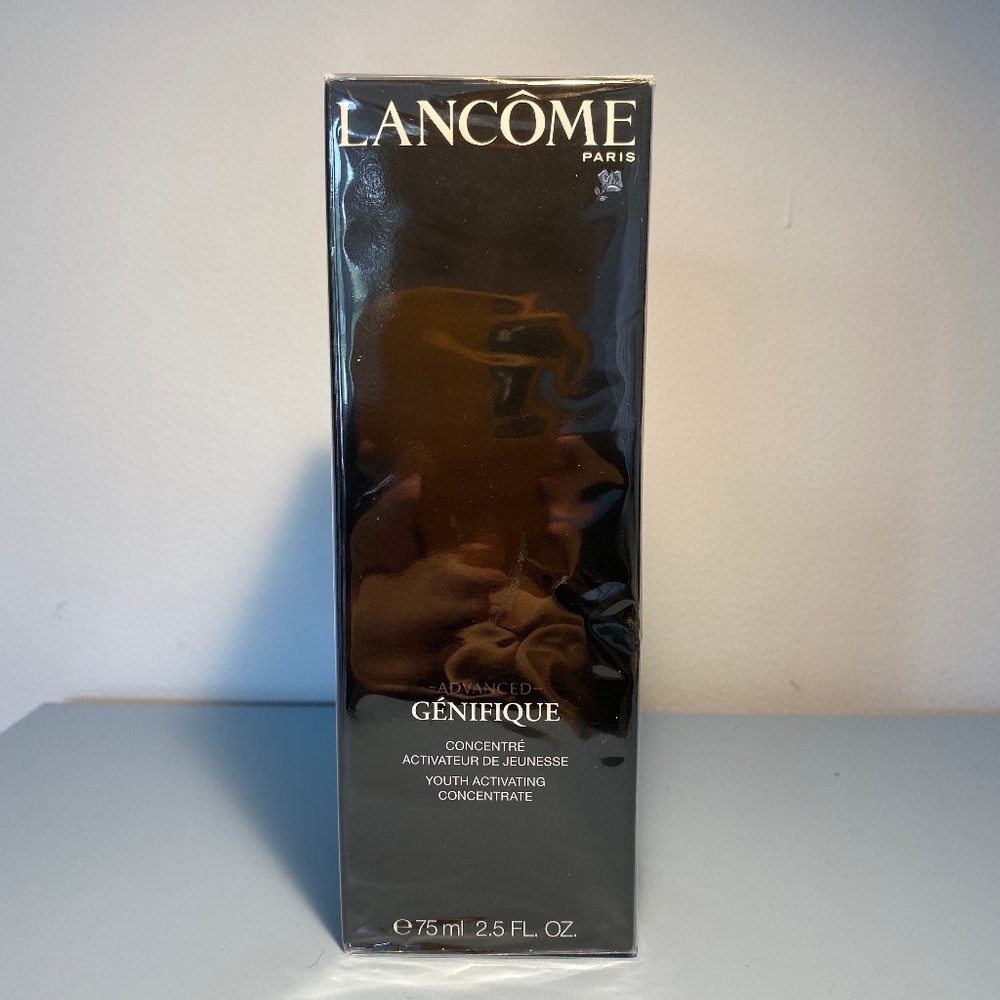 LANCÔME
PARIS
-ADVANCED-
GÉNIFIQUE
CONCENTRÉ
ACTIVATEUR DE JEUNESSE
YOUTH ACTIVATING
CONCENTRATE
℮75 ml 2.5 FL. OZ.